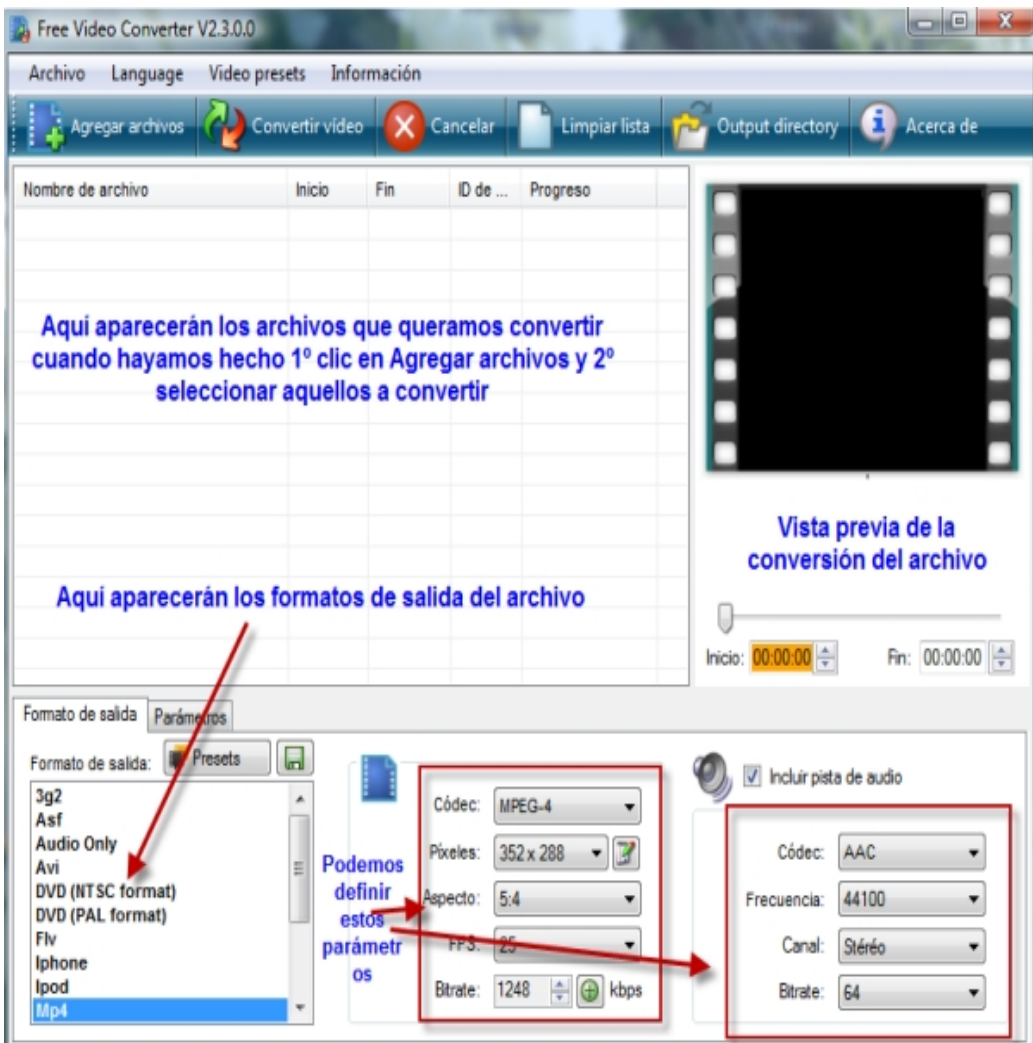 Free Video Converter V2.3.0.0
Archivo Language Video presets Información
Agregar archivos Convertir vídeo Cancelar Limpiar lista Output directory Acerca de
Nombre de archivo Inicio Fin ID de ... Progreso
Aquí aparecerán los archivos que queramos convertir
cuando hayamos hecho 1º clic en Agregar archivos y 2º
seleccionar aquellos a convertir
Vista previa de la
conversión del archivo
Aquí aparecerán los formatos de salida del archivo
Inicio: 00:00:00 Fin: 00:00:00
Formato de salida Parámetros
Formato de salida: Presets
3g2
Asf
Audio Only
Avi
DVD (NTSC format)
DVD (PAL format)
Flv
Iphone
Ipod
Mp4
Podemos
definir
estos
parámetr
os
Códec: MPEG-4
Píxeles: 352 x 288
Aspecto: 5:4
FPS: 25
Bitrate: 1248 kbps
Incluir pista de audio
Códec: AAC
Frecuencia: 44100
Canal: Stéréo
Bitrate: 64